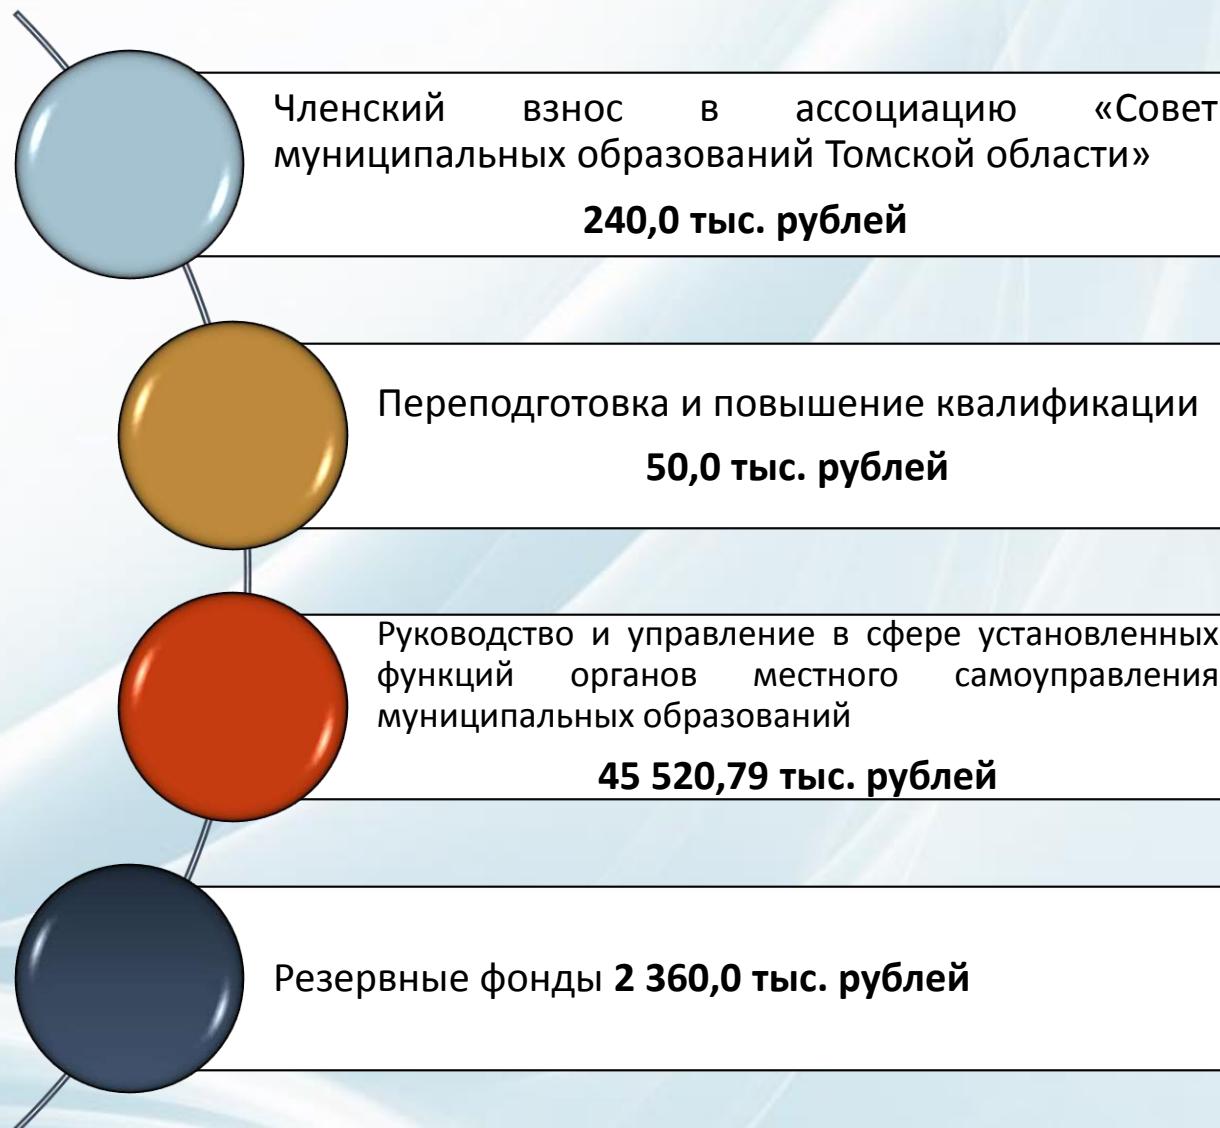 Членский взнос в ассоциацию «Совет
муниципальных образований Томской области»
240,0 тыс. рублей
Переподготовка и повышение квалификации
50,0 тыс. рублей
Руководство и управление в сфере установленных
функций органов местного самоуправления
муниципальных образований
45 520,79 тыс. рублей
Резервные фонды 2 360,0 тыс. рублей